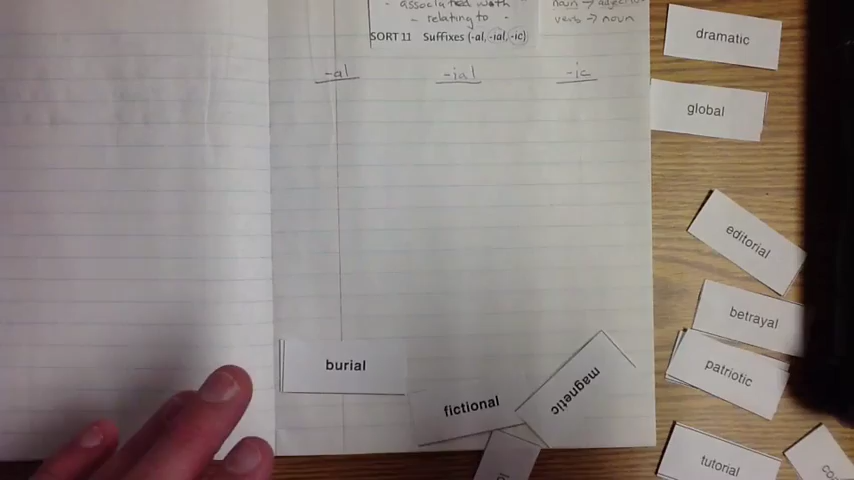 - associated with
- relating to -
noun → adjective
verb → noun
SORT 11 Suffixes (-al, -ial, -ic)
-al
-ial
-ic
dramatic
global
editorial
betrayal
patriotic
tutorial
burial
fictional
magnetic